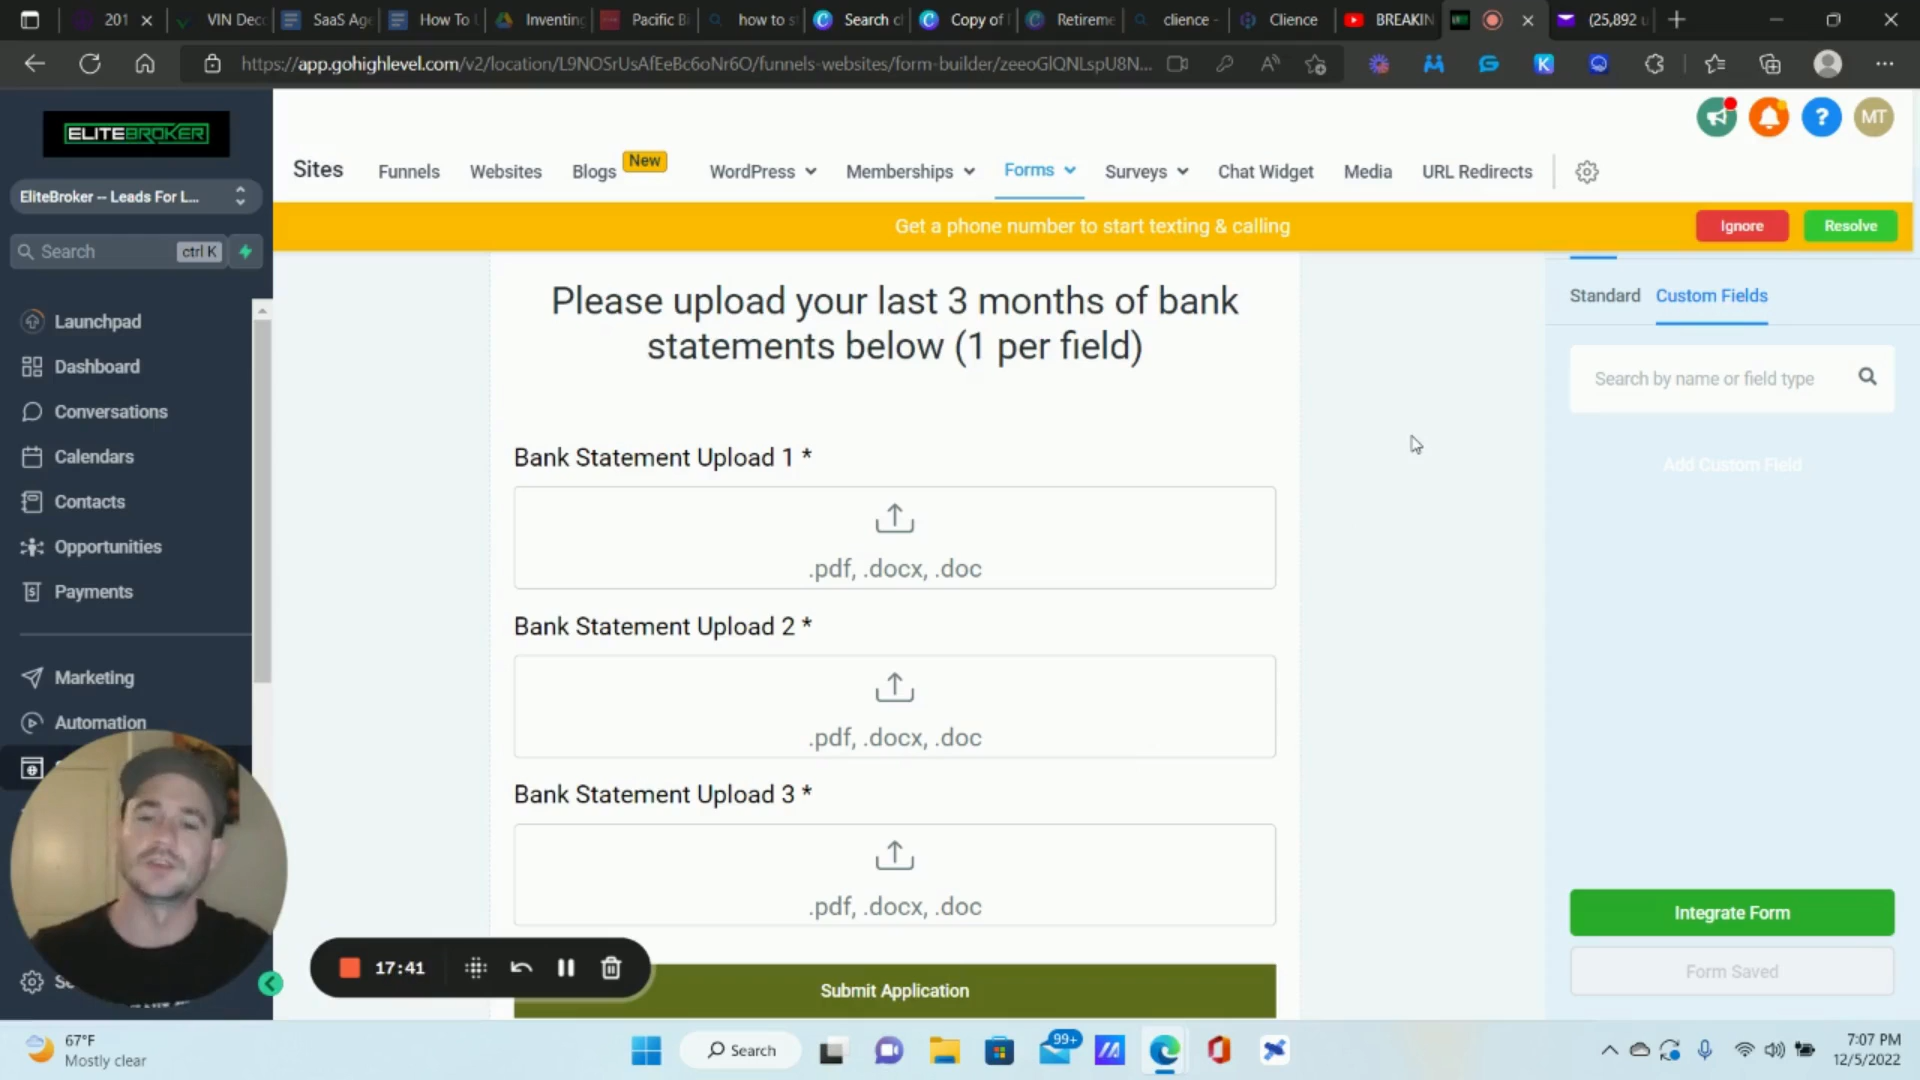 201
VIN Dec
SaaS Ag
How To
Inventin
Pacific B
how to s
Search c
Copy of
Retireme
clience -
Clience
BREAKIN
(25,892 u
https://app.gohighlevel.com/v2/location/L9NOSrUsAfEeBc6oNr6O/funnels-websites/form-builder/zeeoGlQNLspU8N...
ELITEBROKER
EliteBroker -- Leads For L...
Search
ctrl K
Launchpad
Dashboard
Conversations
Calendars
Contacts
Opportunities
Payments
Marketing
Automation
Sites
Funnels
Websites
Blogs
New
WordPress
Memberships
Forms
Surveys
Chat Widget
Media
URL Redirects
?
MT
Get a phone number to start texting & calling
Ignore
Resolve
Please upload your last 3 months of bank
statements below (1 per field)
Bank Statement Upload 1 *
.pdf, .docx, .doc
Bank Statement Upload 2 *
.pdf, .docx, .doc
Bank Statement Upload 3 *
.pdf, .docx, .doc
Submit Application
Standard
Custom Fields
Search by name or field type
Add Custom Field
Integrate Form
Form Saved
17:41
67°F
Mostly clear
Search
99+
7:07 PM
12/5/2022